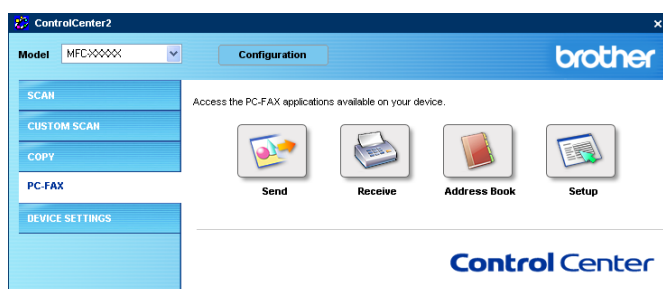 ControlCenter2
Model MFC-XXXXX Configuration brother
SCAN
Access the PC-FAX applications available on your device.
CUSTOM SCAN
COPY
PC-FAX
Send Receive Address Book Setup
DEVICE SETTINGS
Control Center